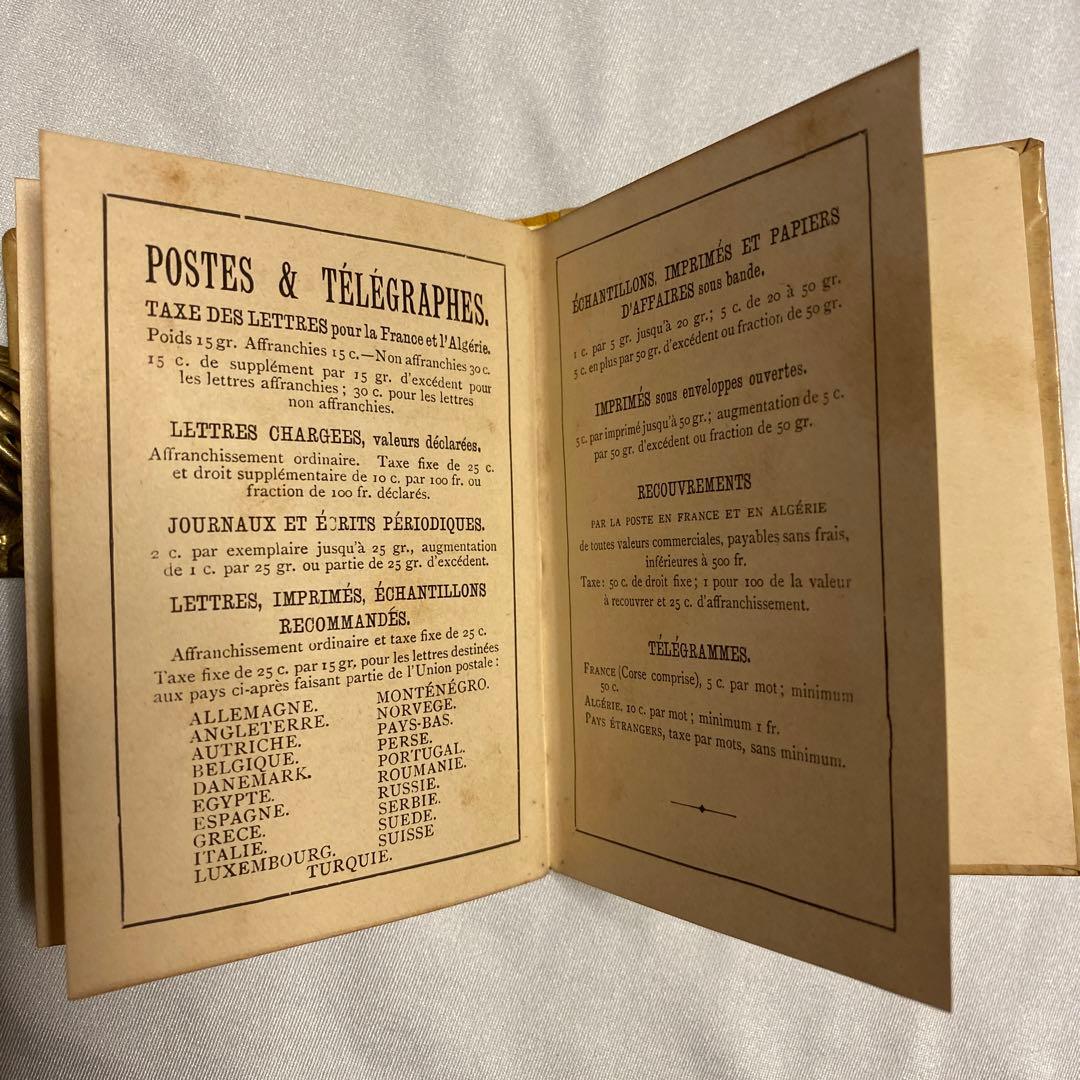 POSTES & TÉLÉGRAPHES.
TAXE DES LETTRES pour la France et l'Algérie.
Poids 15 gr. Affranchies 15 c.—Non affranchies 30 c.
15 c. de supplément par 15 gr. d'excédent pour
les lettres affranchies ; 30 c. pour les lettres
non affranchies.
LETTRES CHARGEES, valeurs déclarées.
Affranchissement ordinaire. Taxe fixe de 25 c.
et droit supplémentaire de 10 c. par 100 fr. ou
fraction de 100 fr. déclarés.
JOURNAUX ET ÉCRITS PÉRIODIQUES.
2 c. par exemplaire jusqu'à 25 gr., augmentation
de 1 c. par 25 gr. ou partie de 25 gr. d'excédent.
LETTRES, IMPRIMÉS, ÉCHANTILLONS
RECOMMANDÉS.
Affranchissement ordinaire et taxe fixe de 25 c.
Taxe fixe de 25 c. par 15 gr, pour les lettres destinées
aux pays ci-après faisant partie de l'Union postale :
ALLEMAGNE.
ANGLETERRE.
AUTRICHE.
BELGIQUE.
DANEMARK.
EGYPTE.
ESPAGNE.
GRECE.
ITALIE.
LUXEMBOURG.
MONTÉNÉGRO.
NORVEGE.
PAYS-BAS.
PERSE.
PORTUGAL.
ROUMANIE.
RUSSIE.
SERBIE.
SUEDE.
SUISSE
TURQUIE.
ÉCHANTILLONS, IMPRIMÉS ET PAPIERS
D'AFFAIRES sous bande.
1 c. par 5 gr. jusqu'à 20 gr.; 5 c. de 20 à 50 gr.
5 c. en plus par 50 gr. d'excédent ou fraction de 50 gr.
IMPRIMÉS sous enveloppes ouvertes.
5 c. par imprimé jusqu'à 50 gr.; augmentation de 5 c.
par 50 gr. d'excédent ou fraction de 50 gr.
RECOUVREMENTS
PAR LA POSTE EN FRANCE ET EN ALGÉRIE
de toutes valeurs commerciales, payables sans frais,
inférieures à 500 fr.
Taxe: 50 c. de droit fixe; 1 pour 100 de la valeur
à recouvrer et 25 c. d'affranchissement.
TÉLÉGRAMMES.
FRANCE (Corse comprise), 5 c. par mot; minimum
50 c.
ALGÉRIE, 10 c. par mot; minimum 1 fr.
PAYS ÉTRANGERS, taxe par mots, sans minimum.